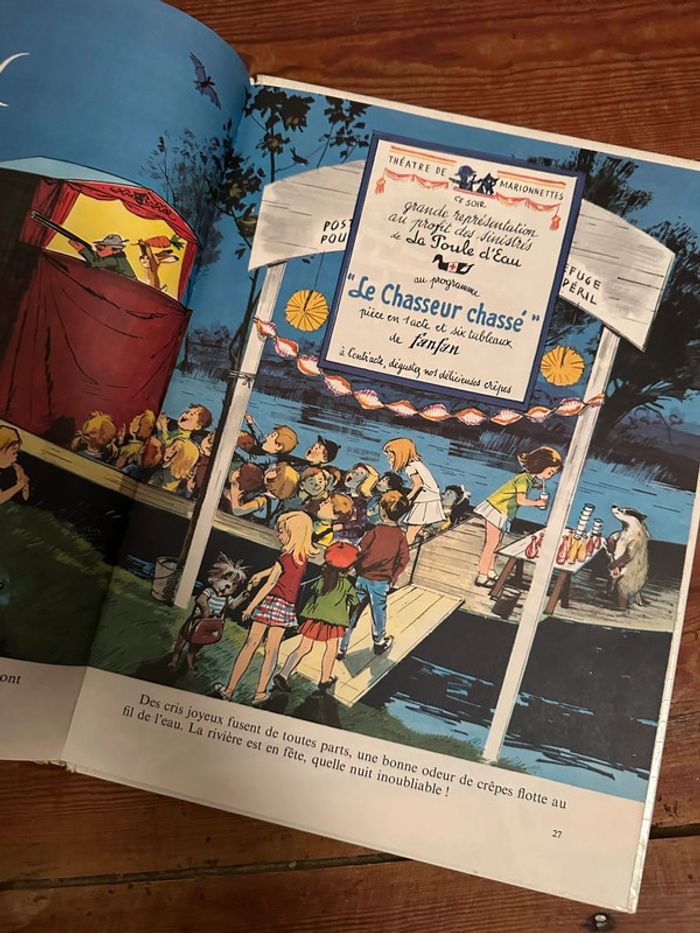 THÉATRE DE MARIONNETTES
CE SOIR
grande représentation
au profit des sinistrés
de La Poule d'Eau
au programme
"Le Chasseur chassé"
pièce en 1 acte et six tableaux
de fanfan
à l'entr'acte, dégustez nos délicieuses crêpes
POST
POU
EFUGE
PÉRIL
ont
Des cris joyeux fusent de toutes parts, une bonne odeur de crêpes flotte au
fil de l'eau. La rivière est en fête, quelle nuit inoubliable !
27